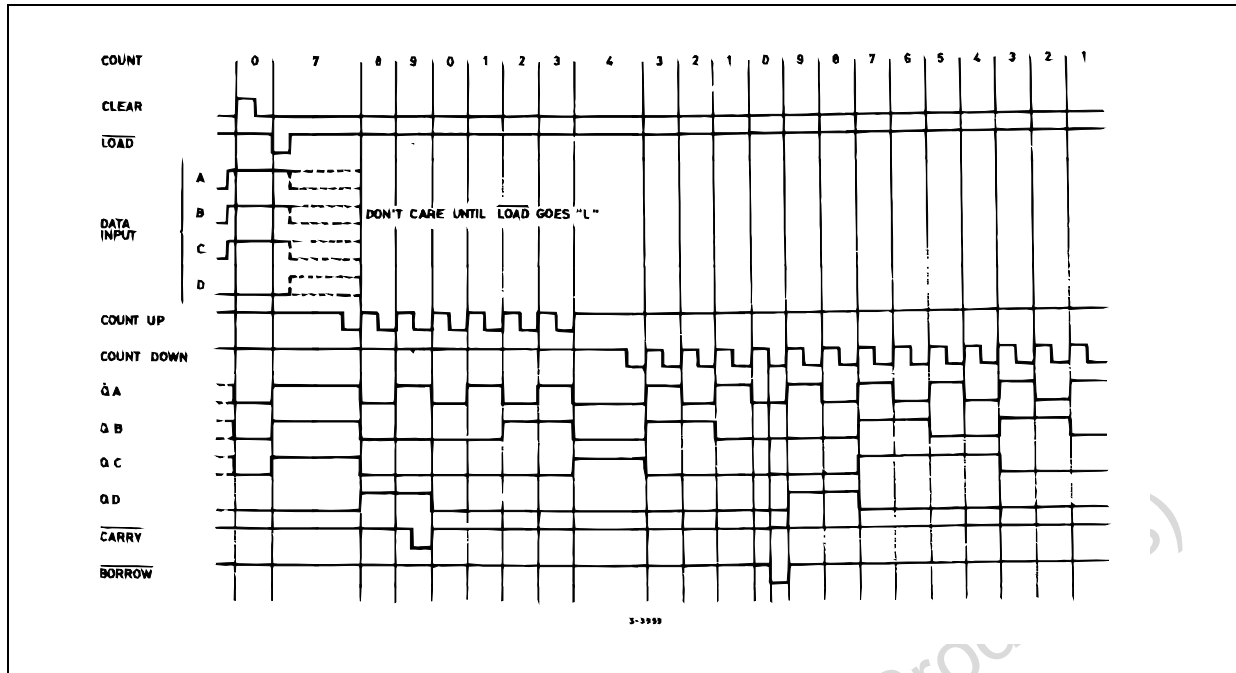 COUNT 0 7 8 9 0 1 2 3 4 3 2 1 0 9 8 7 6 5 4 3 2 1
CLEAR
LOAD
A
B
DATA INPUT
C
D
DON'T CARE UNTIL LOAD GOES "L"
COUNT UP
COUNT DOWN
QA
QB
QC
QD
CARRY
BORROW
S-3999